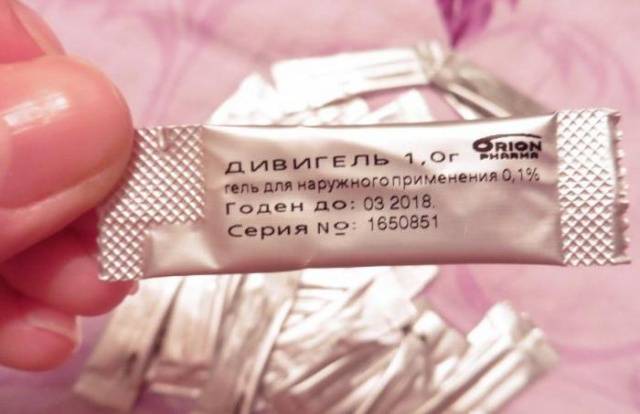 ДИВИГЕЛЬ 1,0г
ORION
PHARMA
гель для наружного применения 0,1%
Годен до: 03 2018.
Серия №: 1650851